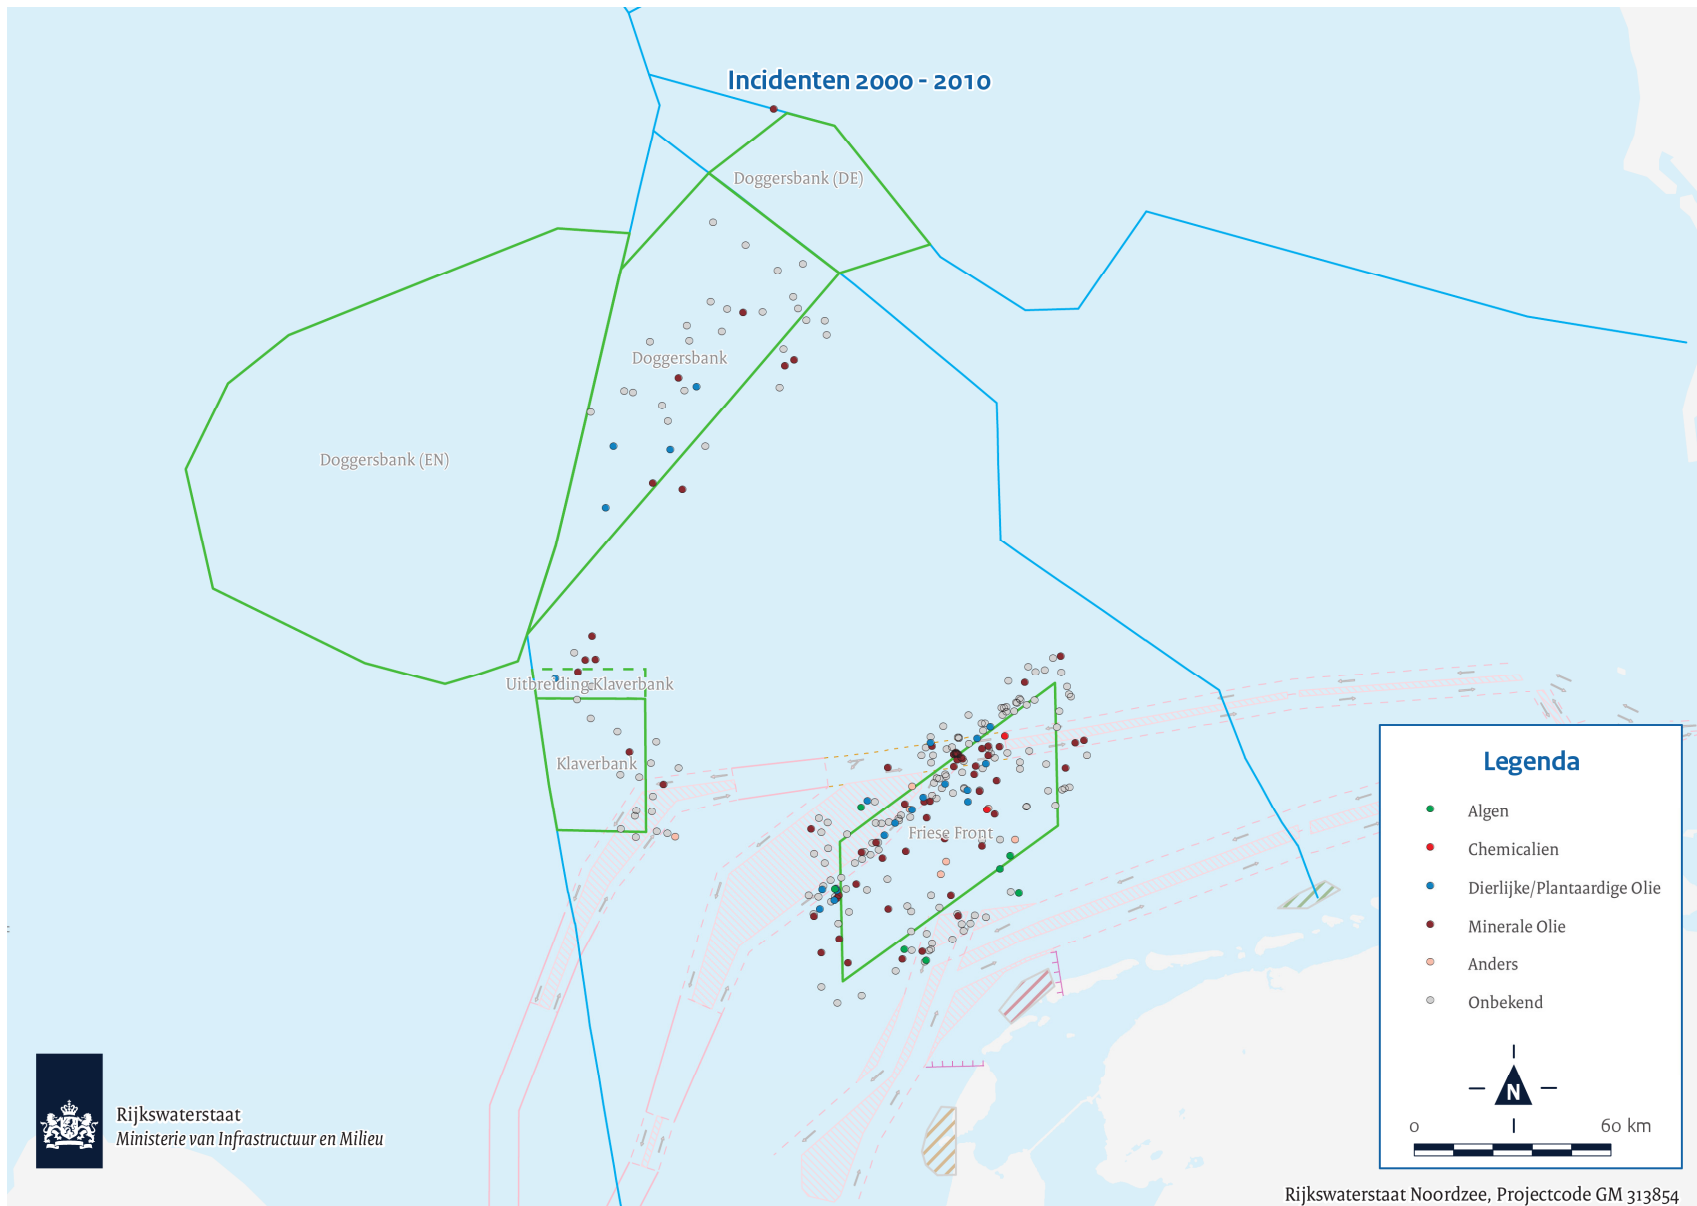 Incidenten 2000 - 2010
Doggersbank (DE)
Doggersbank
Doggersbank (EN)
Uitbreiding Klaverbank
Klaverbank
Friese Front
Legenda
Algen
Chemicalien
Dierlijke/Plantaardige Olie
Minerale Olie
Anders
Onbekend
N
0 60 km
Rijkswaterstaat
Ministerie van Infrastructuur en Milieu
Rijkswaterstaat Noordzee, Projectcode GM 313854